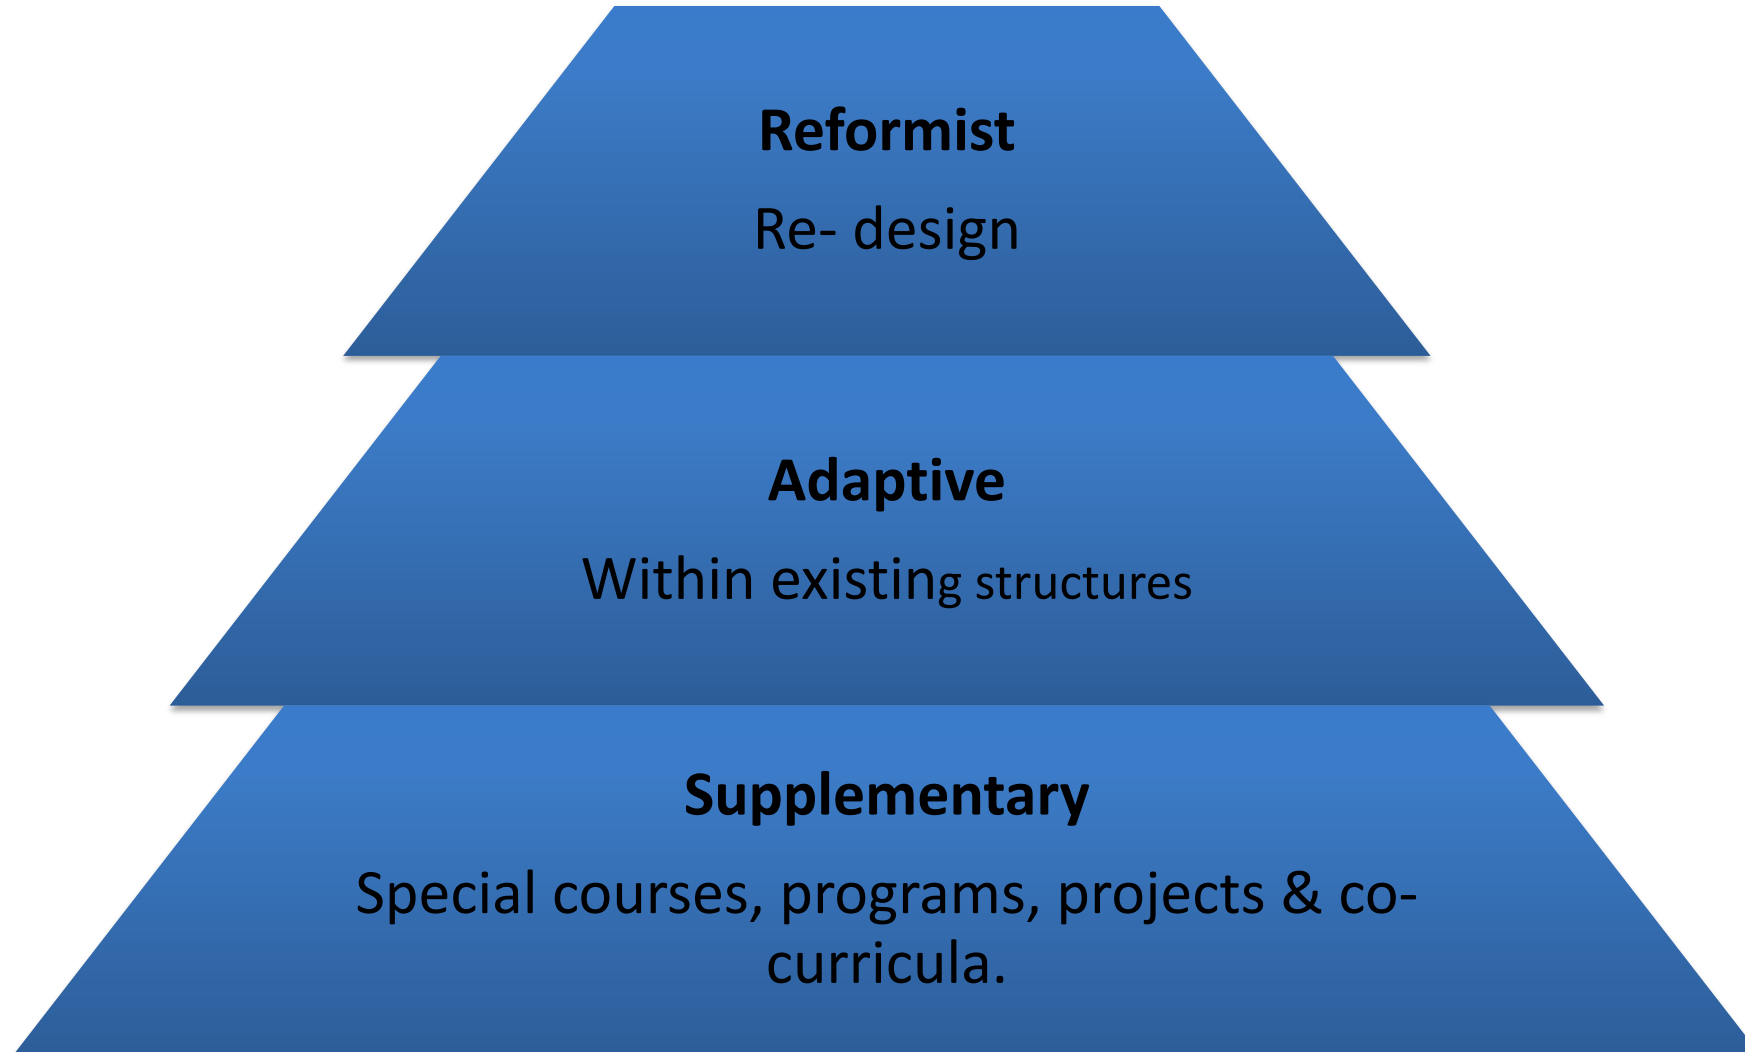 Reformist
Re- design
Adaptive
Within existing structures
Supplementary
Special courses, programs, projects & co-
curricula.